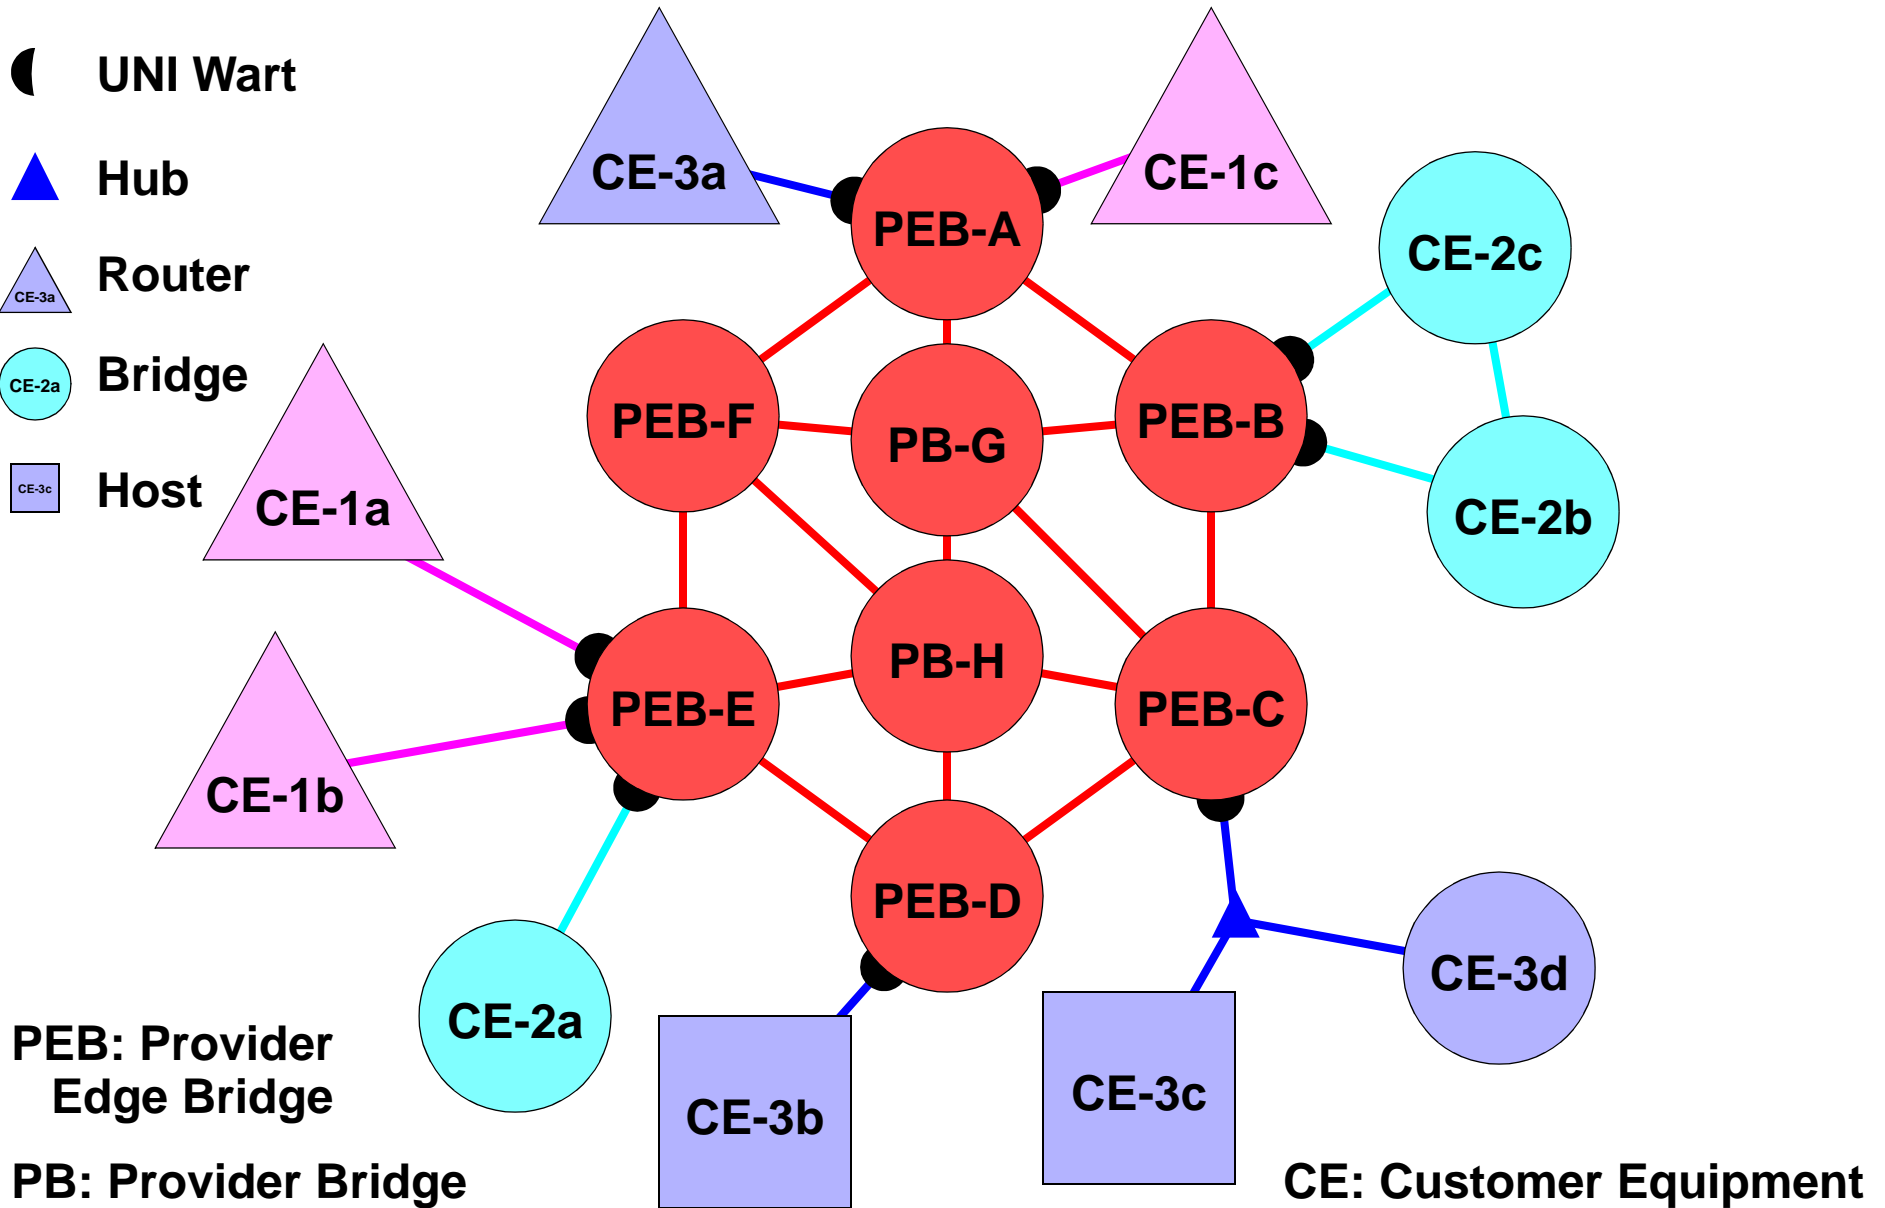 UNI Wart
Hub
CE-3a
Router
CE-2a
Bridge
CE-3c
Host
CE-3a
CE-1c
PEB-A
CE-2c
PEB-F
PB-G
PEB-B
CE-1a
CE-2b
PB-H
PEB-E
PEB-C
CE-1b
PEB-D
CE-3d
CE-2a
CE-3c
CE-3b
PEB: Provider
Edge Bridge
PB: Provider Bridge
CE: Customer Equipment